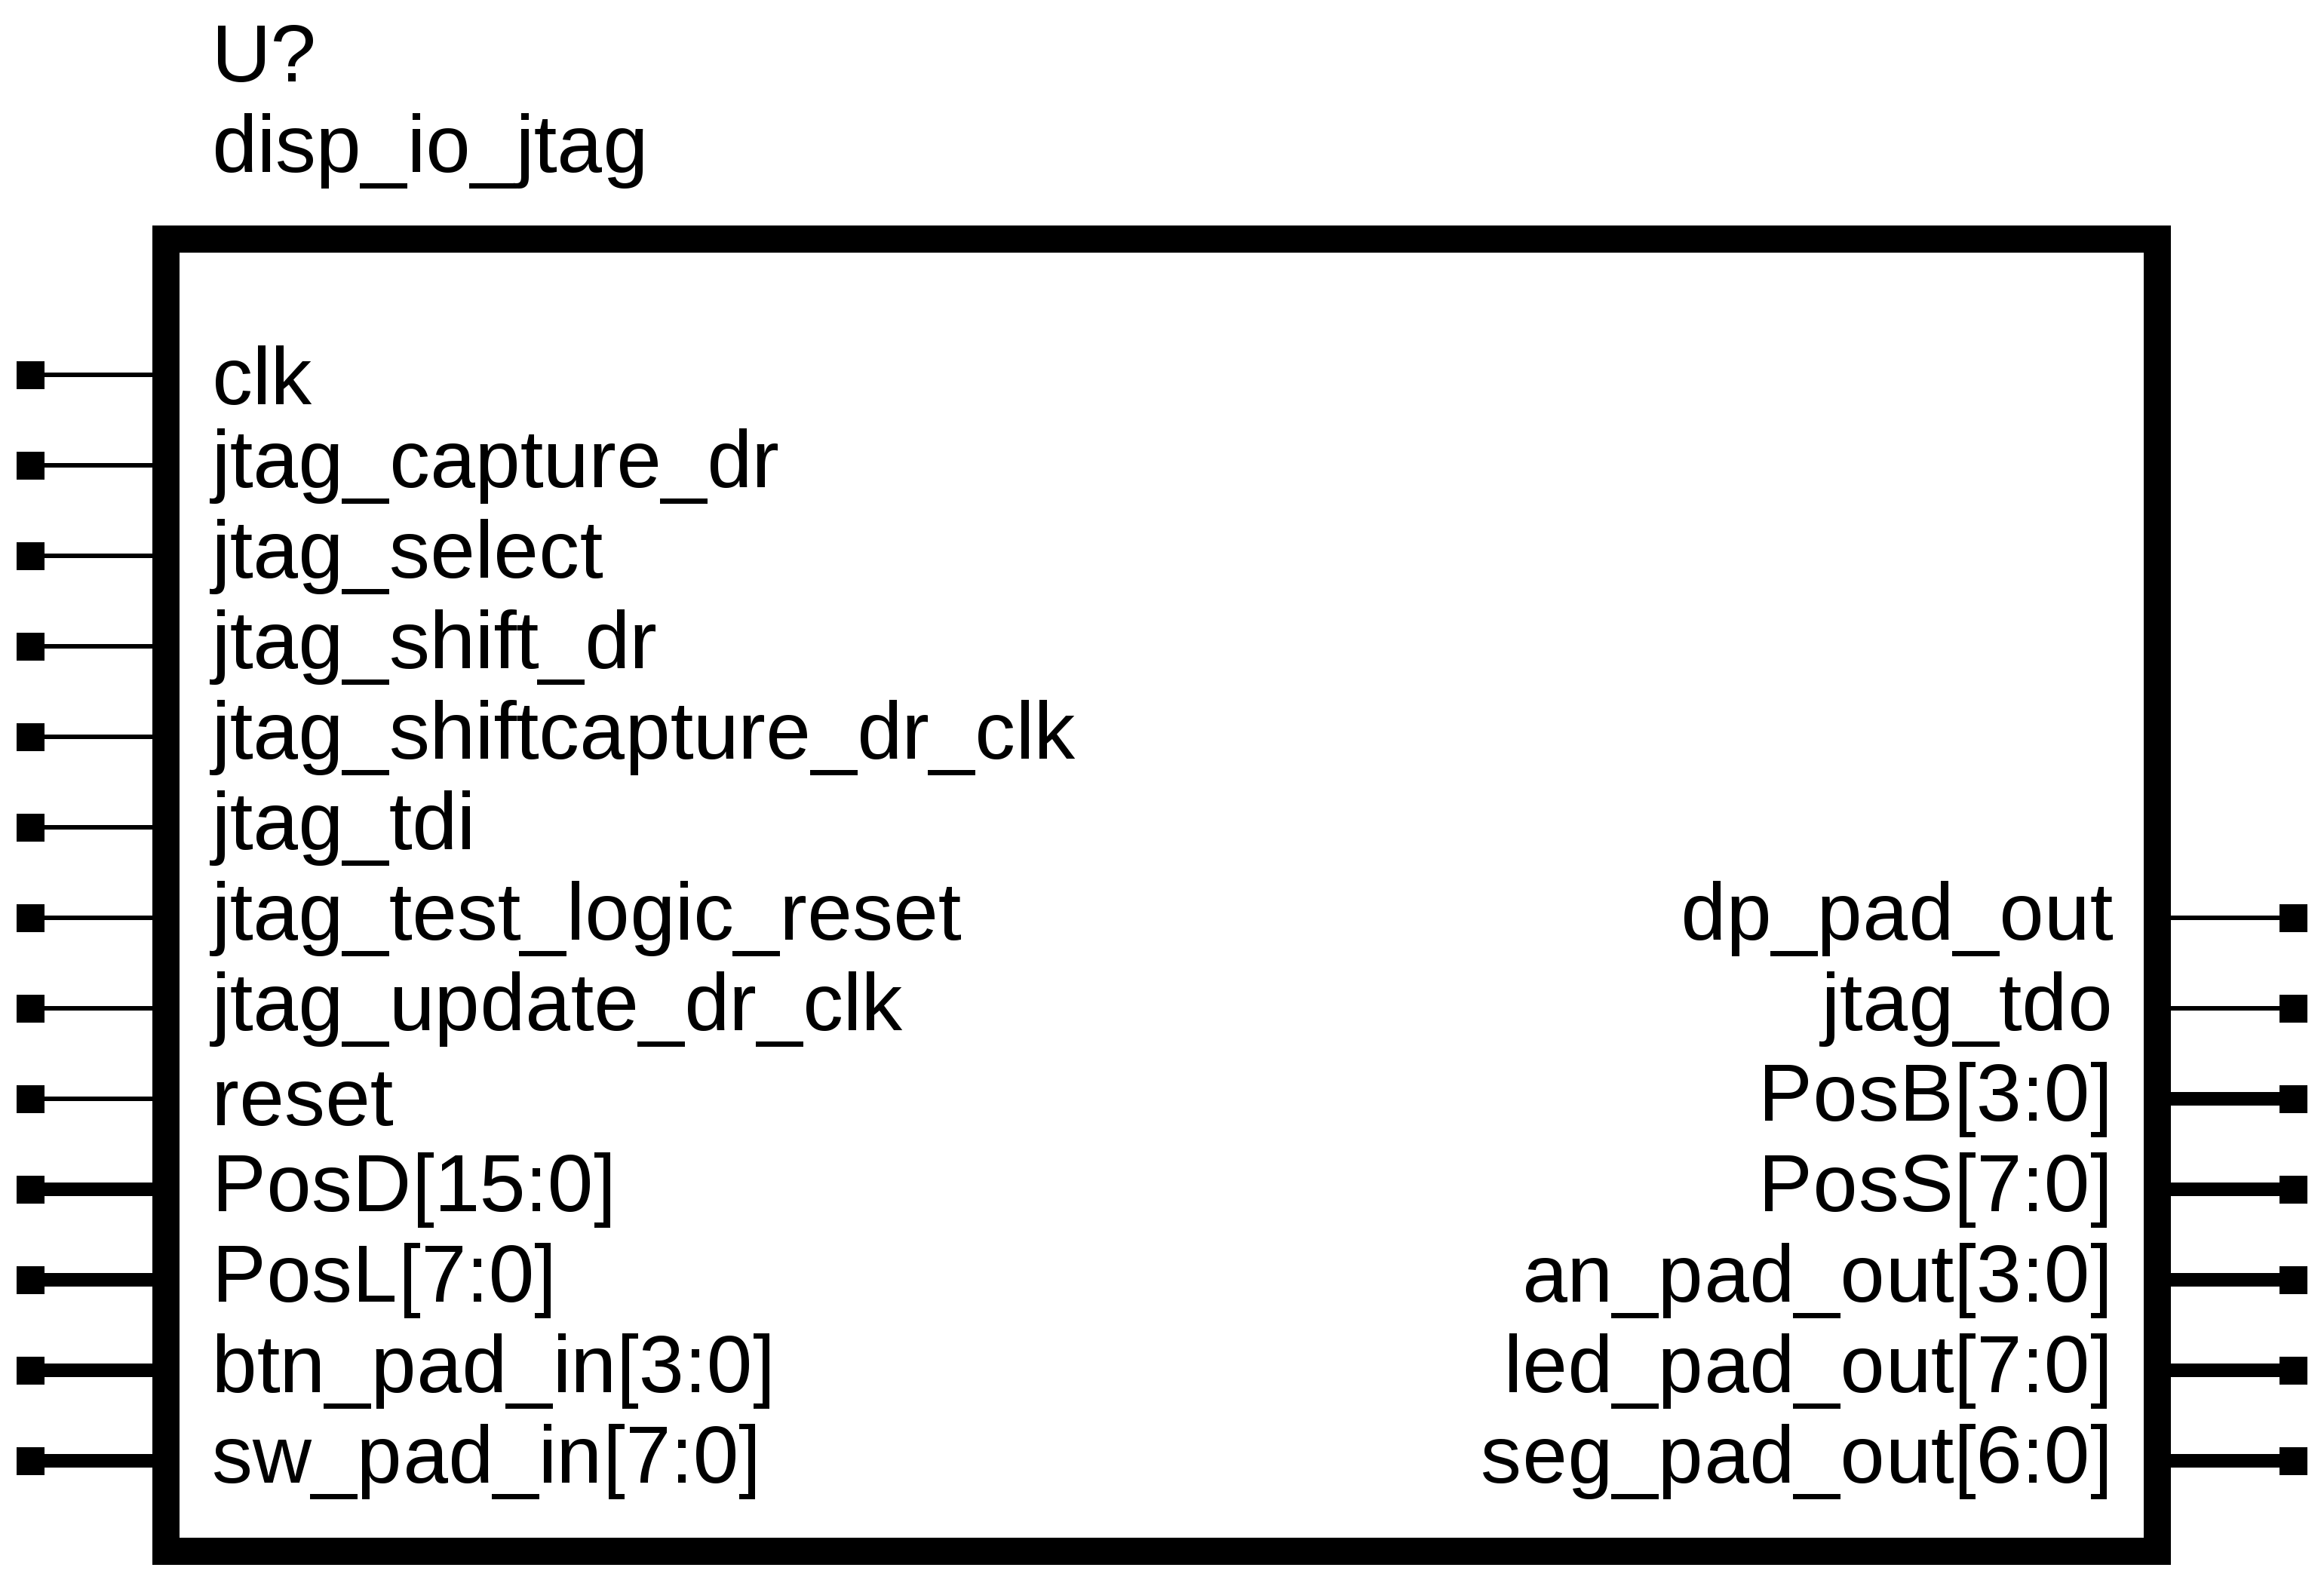 U?
disp_io_jtag
clk
jtag_capture_dr
jtag_select
jtag_shift_dr
jtag_shiftcapture_dr_clk
jtag_tdi
jtag_test_logic_reset
jtag_update_dr_clk
reset
PosD[15:0]
PosL[7:0]
btn_pad_in[3:0]
sw_pad_in[7:0]
dp_pad_out
jtag_tdo
PosB[3:0]
PosS[7:0]
an_pad_out[3:0]
led_pad_out[7:0]
seg_pad_out[6:0]